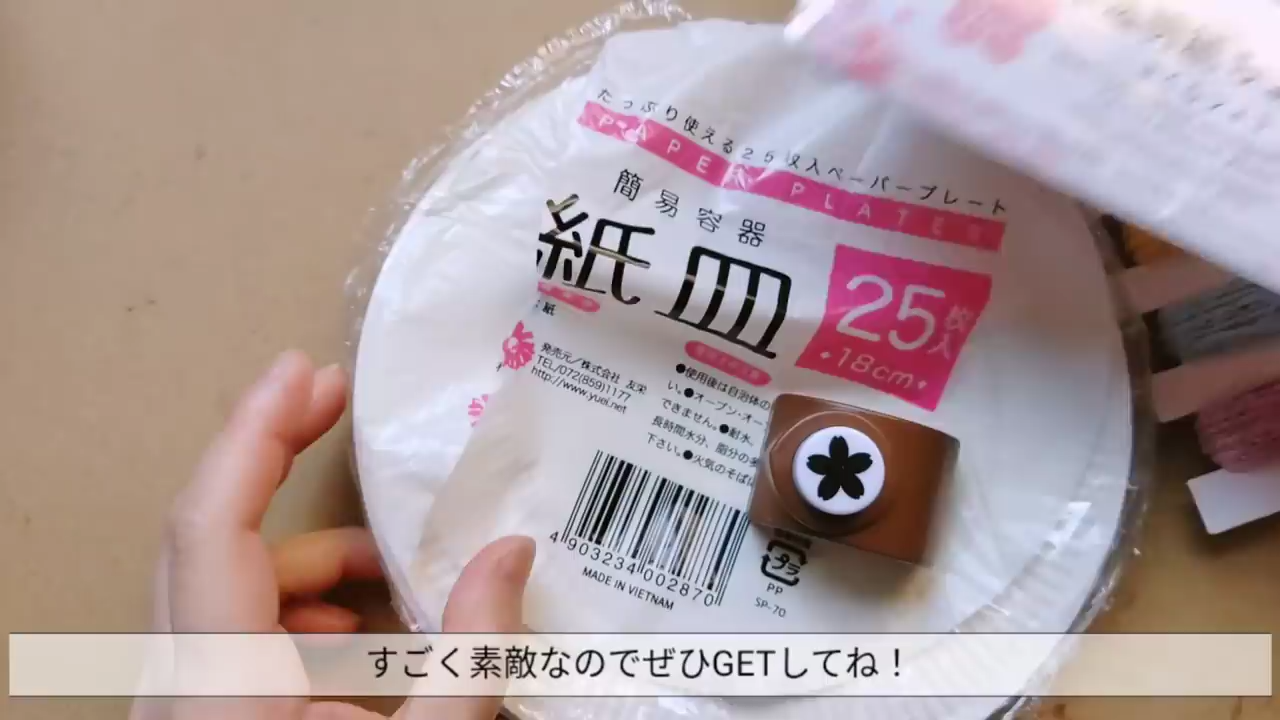 たっぷり使える25枚入ペーパープレート
PAPER PLATES
簡易容器
紙皿
25枚入
18cm
紙
発売元/株式会社 友栄
TEL/072(859)1177
http://www.yuei.net
●使用後は自治体の
い。●オーブン・オー
できません。●耐水、
長時間水分、脂分の多
下さい。●火気のそばに
4903234002870
MADE IN VIETNAM
プラ
PP
SP-70
すごく素敵なのでぜひGETしてね！